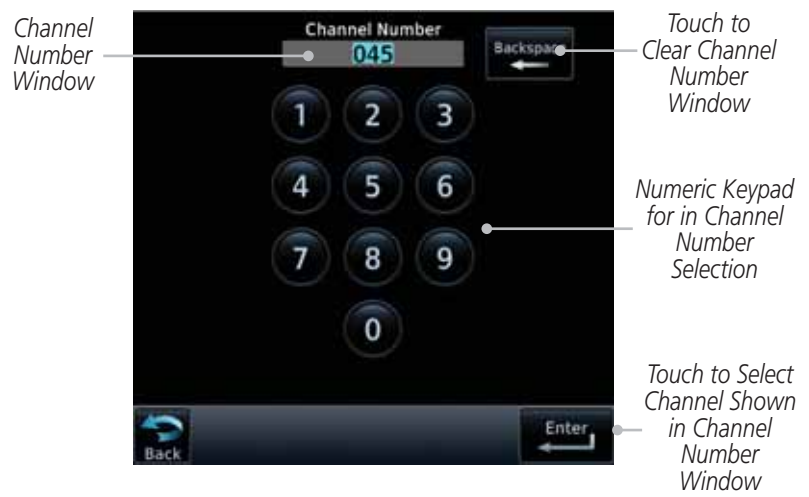 Channel
Number
Window
Channel Number
045
Backspace
Touch to
Clear Channel
Number
Window
1 2 3
4 5 6
7 8 9
0
Numeric Keypad
for in Channel
Number
Selection
Back
Enter
Touch to Select
Channel Shown
in Channel
Number
Window